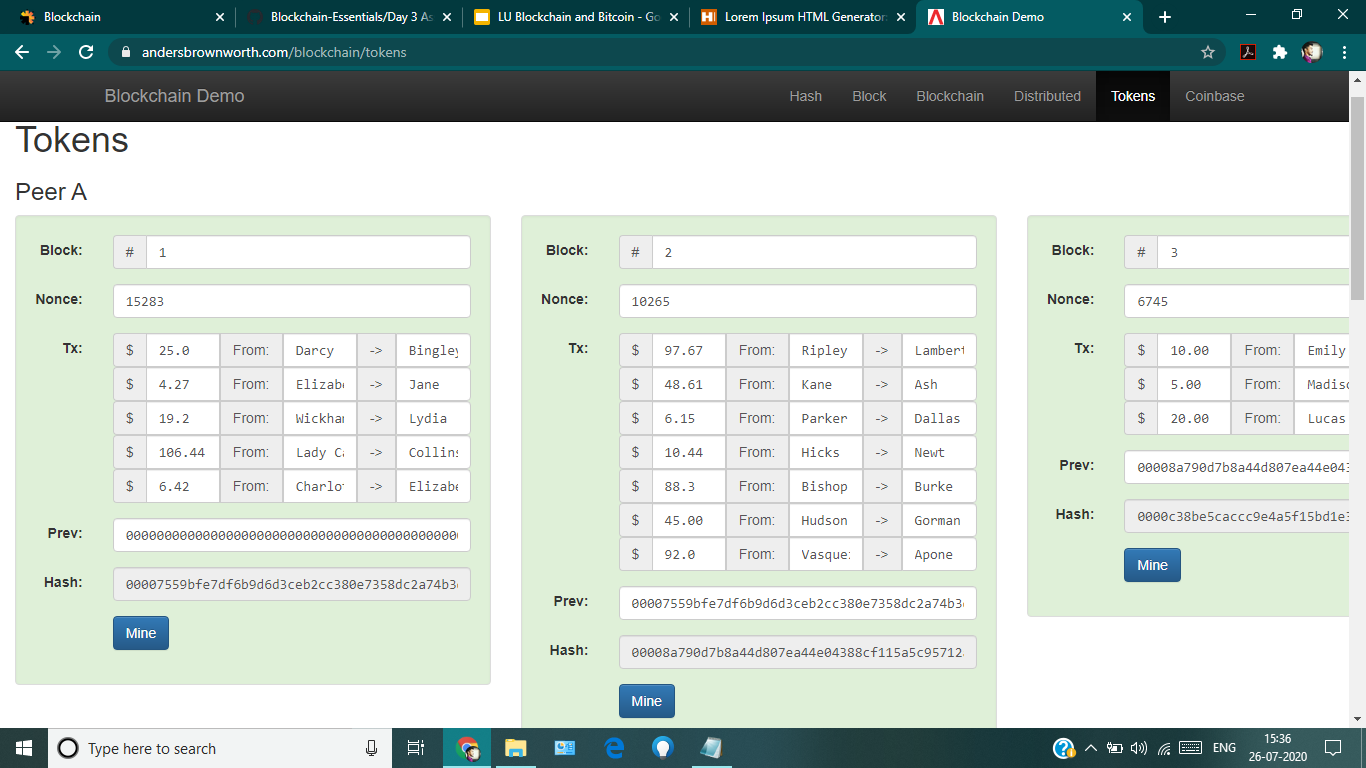 Blockchain
Blockchain-Essentials/Day 3 As
LU Blockchain and Bitcoin - Go
Lorem Ipsum HTML Generator
Blockchain Demo
andersbrownworth.com/blockchain/tokens
Blockchain Demo Hash Block Blockchain Distributed Tokens Coinbase
Tokens
Peer A
Block: # 1
Nonce: 15283
Tx: $ 25.0 From: Darcy -> Bingley
$ 4.27 From: Elizabe -> Jane
$ 19.2 From: Wickham -> Lydia
$ 106.44 From: Lady Ca -> Collins
$ 6.42 From: Charlot -> Elizabe
Prev: 0000000000000000000000000000000000000000000
Hash: 00007559bfe7df6b9d6d3ceb2cc380e7358dc2a74b3
Mine
Block: # 2
Nonce: 10265
Tx: $ 97.67 From: Ripley -> Lambert
$ 48.61 From: Kane -> Ash
$ 6.15 From: Parker -> Dallas
$ 10.44 From: Hicks -> Newt
$ 88.3 From: Bishop -> Burke
$ 45.00 From: Hudson -> Gorman
$ 92.0 From: Vasque -> Apone
Prev: 00007559bfe7df6b9d6d3ceb2cc380e7358dc2a74b3
Hash: 00008a790d7b8a44d807ea44e04388cf115a5c95712
Mine
Block: # 3
Nonce: 6745
Tx: $ 10.00 From: Emily
$ 5.00 From: Madiso
$ 20.00 From: Lucas
Prev: 00008a790d7b8a44d807ea44e043
Hash: 0000c38be5caccc9e4a5f15bd1e3
Mine
Type here to search
ENG
15:36
26-07-2020